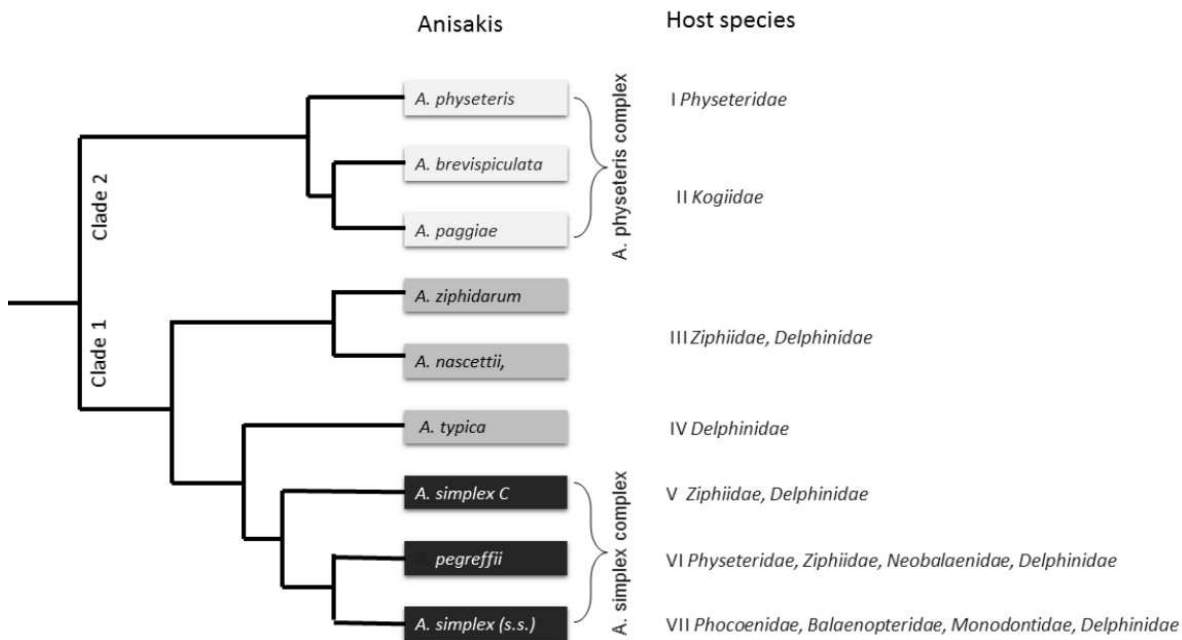 Anisakis
Host species
A. physeteris
I Physeteridae
A. brevispiculata
II Kogiidae
A. paggiae
A. physeteris complex
Clade 2
Clade 1
A. ziphidarum
III Ziphiidae, Delphinidae
A. nascettii,
A. typica
IV Delphinidae
A. simplex C
V Ziphiidae, Delphinidae
pegreffii
VI Physeteridae, Ziphiidae, Neobalaenidae, Delphinidae
A. simplex (s.s.)
VII Phocoenidae, Balaenopteridae, Monodontidae, Delphinidae
A. simplex complex